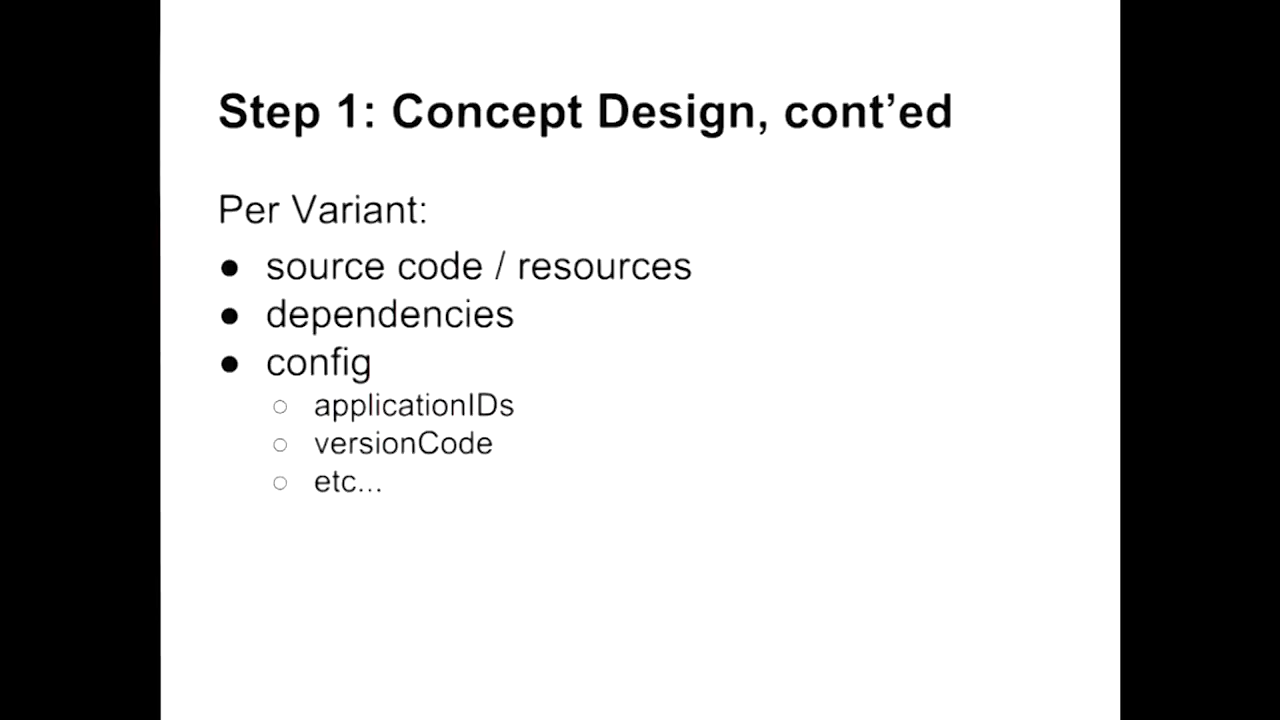 Step 1: Concept Design, cont’ed
Per Variant:
● source code / resources
● dependencies
● config
○ applicationIDs
○ versionCode
○ etc...